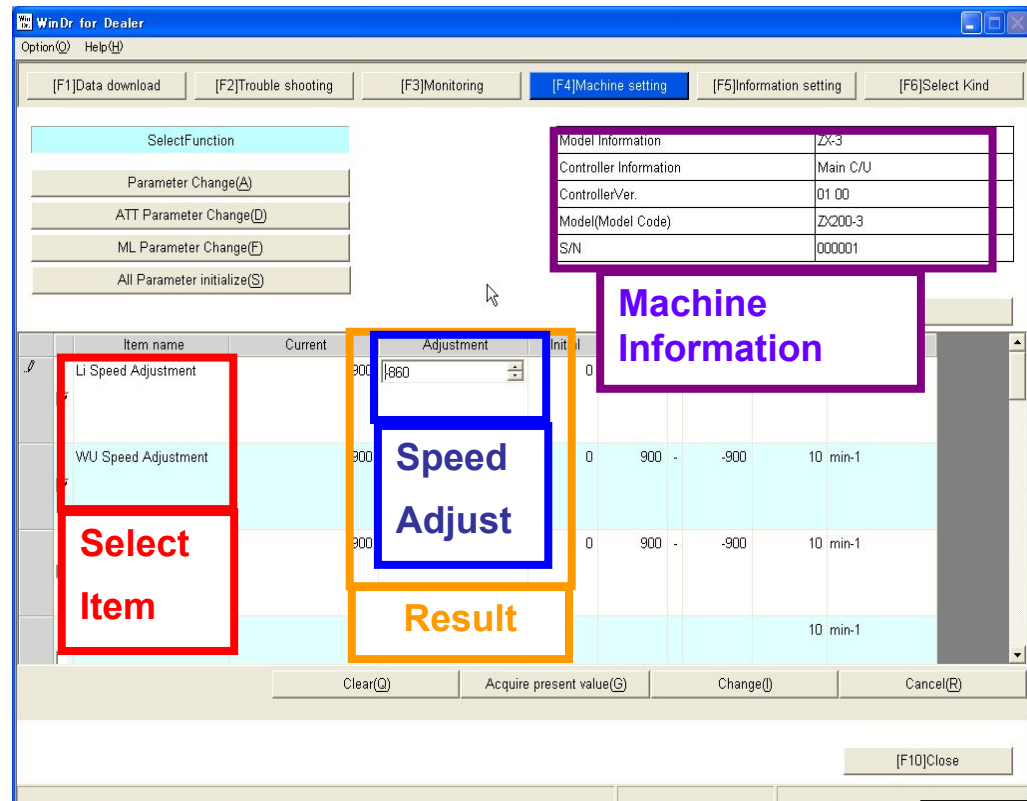 WinDr for Dealer
Option(O) Help(H)
[F1]Data download [F2]Trouble shooting [F3]Monitoring [F4]Machine setting [F5]Information setting [F6]Select Kind
SelectFunction
Parameter Change(A)
ATT Parameter Change(D)
ML Parameter Change(F)
All Parameter initialize(S)
Model Information ZX-3
Controller Information Main C/U
ControllerVer. 01 00
Model(Model Code) ZX200-3
S/N 000001
Machine
Information
Item name Current Adjustment
Li Speed Adjustment 900 -860 0
WU Speed Adjustment 900 0 900 - -900 10 min-1
Speed
Adjust
900 0 900 - -900 10 min-1
Select
Item
Result
10 min-1
Clear(Q) Acquire present value(G) Change(I) Cancel(R)
[F10]Close